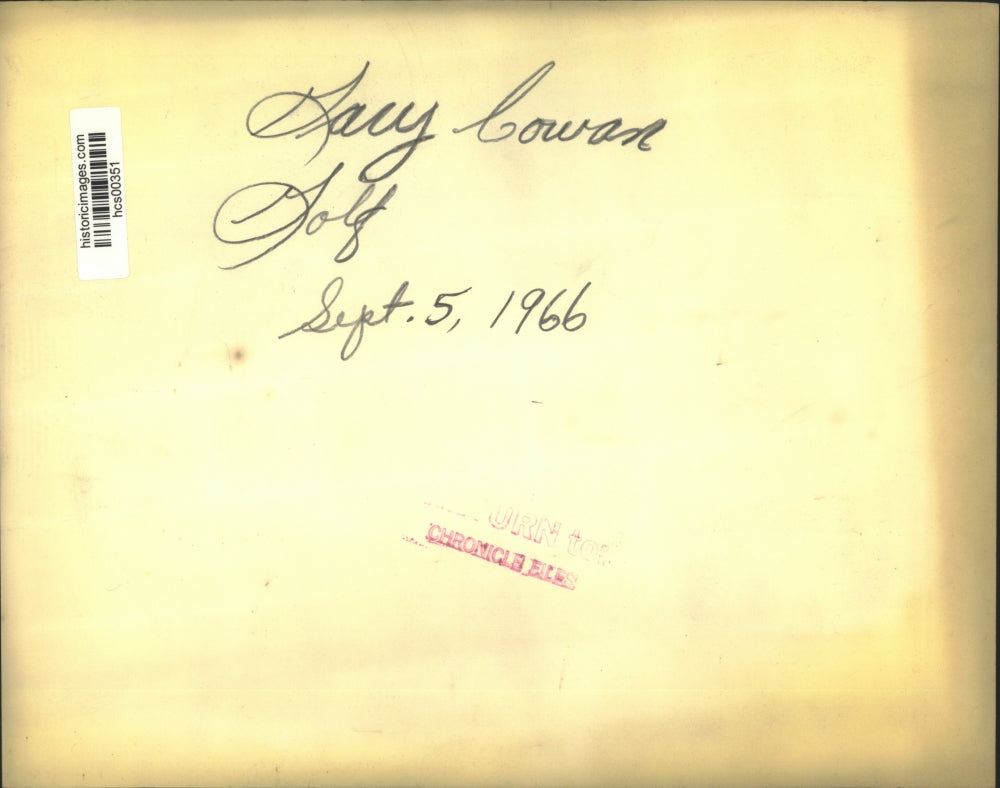 Gary Cowan
Golf
Sept. 5, 1966
historicimages.com
hcs00351
URN to:
CHRONICLE FILES